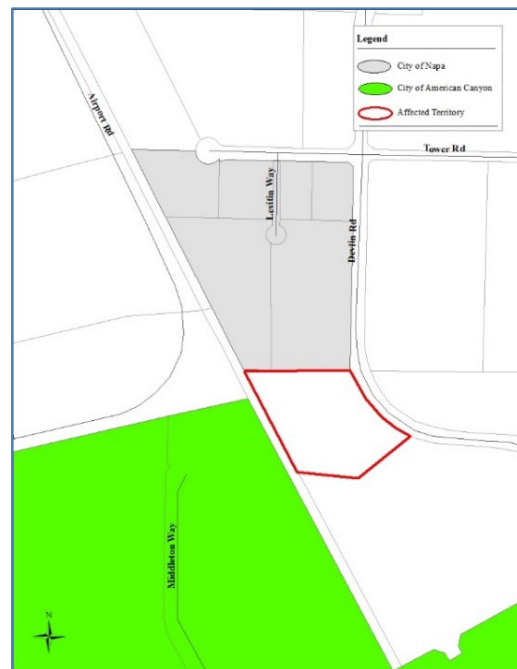 Legend
City of Napa
City of American Canyon
Affected Territory
Airport Rd
Tower Rd
Levitin Way
Devlin Rd
Middleton Way
N